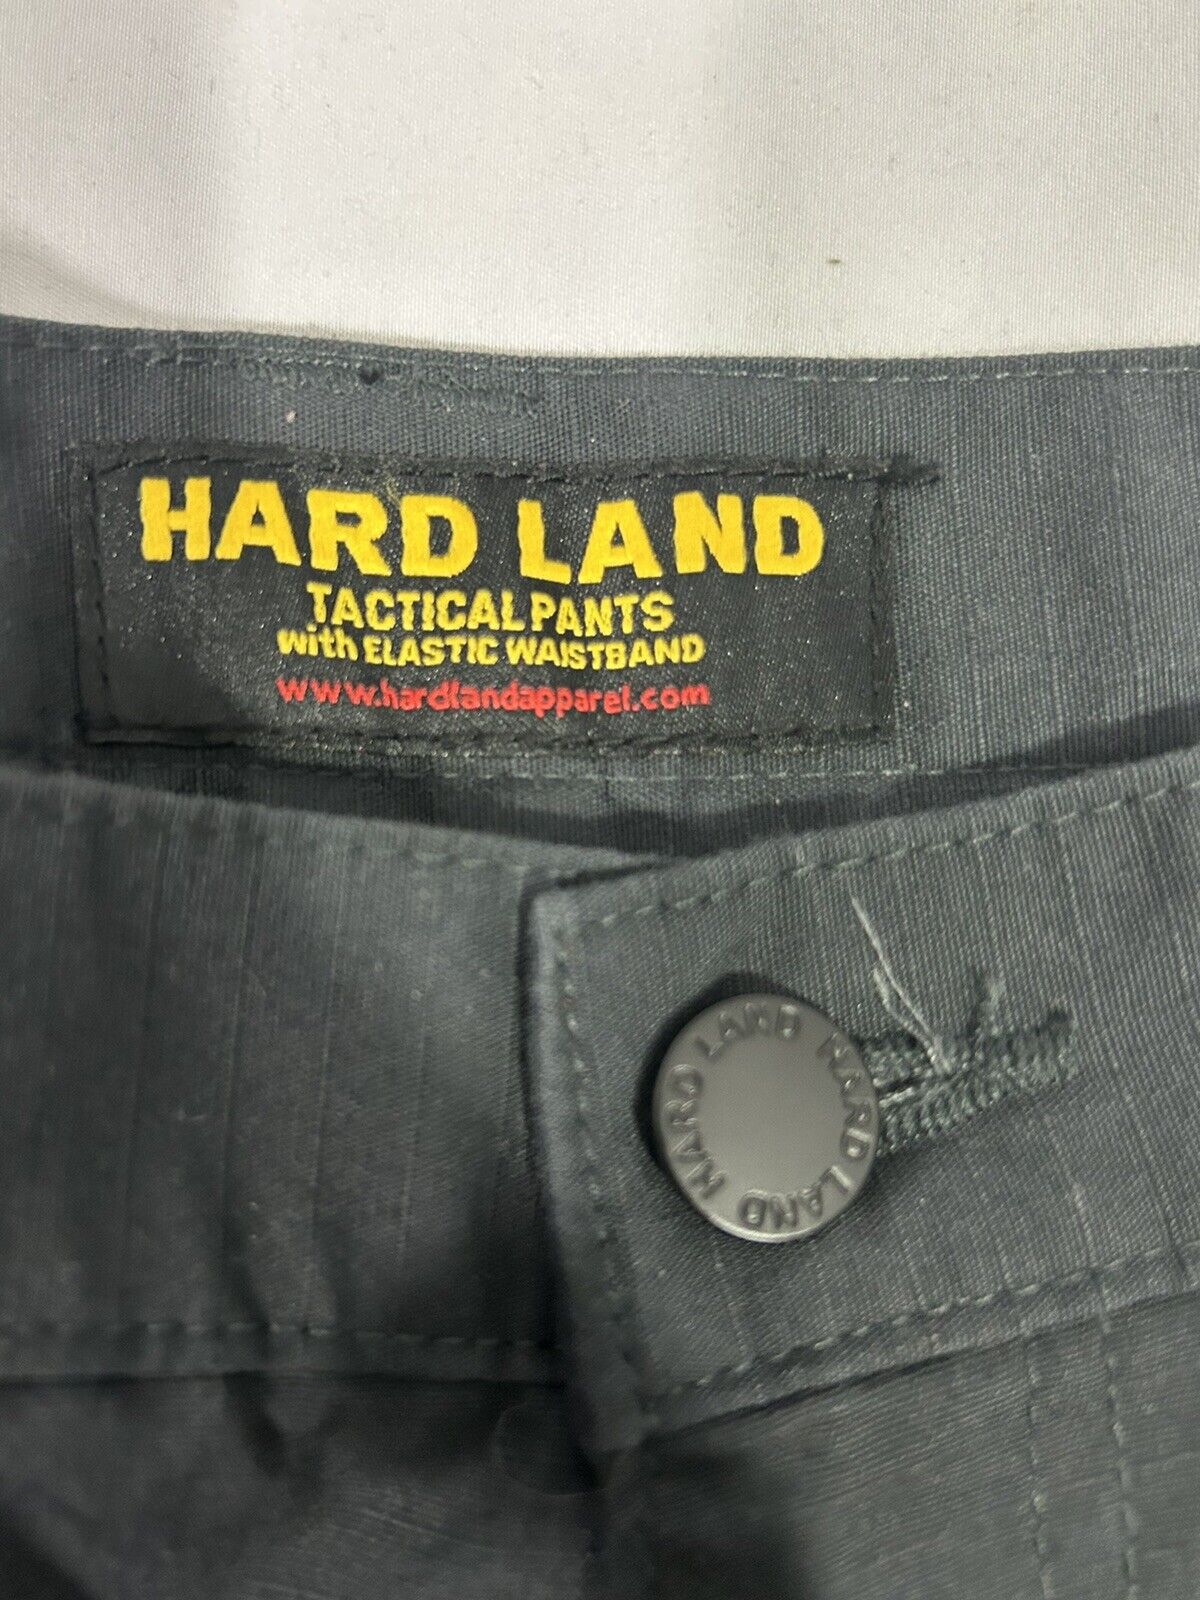 HARD LAND
TACTICAL PANTS
with ELASTIC WAISTBAND
www.hardlandapparel.com
HARD LAND HARD LAND